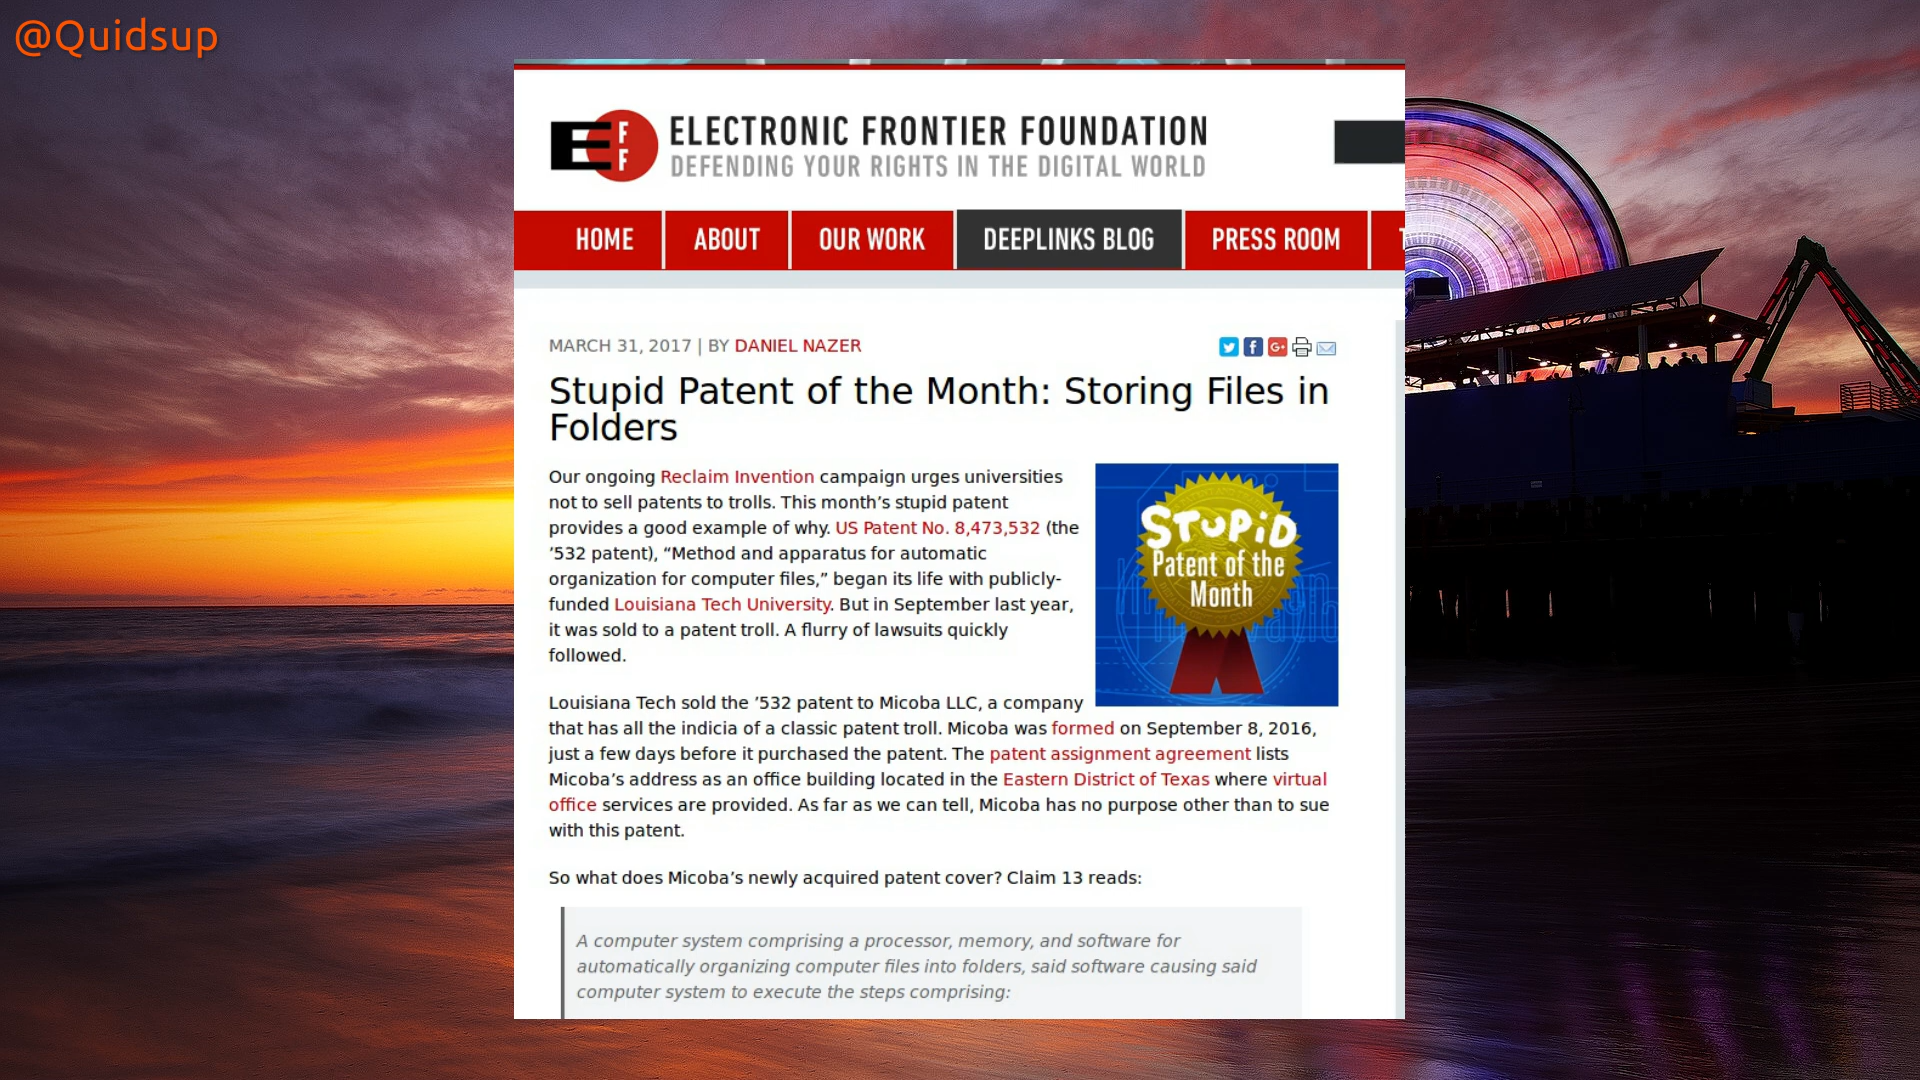 @Quidsup
E F F
ELECTRONIC FRONTIER FOUNDATION
DEFENDING YOUR RIGHTS IN THE DIGITAL WORLD
HOME ABOUT OUR WORK DEEPLINKS BLOG PRESS ROOM
MARCH 31, 2017 | BY DANIEL NAZER
Stupid Patent of the Month: Storing Files in
Folders
Our ongoing Reclaim Invention campaign urges universities
not to sell patents to trolls. This month’s stupid patent
provides a good example of why. US Patent No. 8,473,532 (the
’532 patent), “Method and apparatus for automatic
organization for computer files,” began its life with publicly-
funded Louisiana Tech University. But in September last year,
it was sold to a patent troll. A flurry of lawsuits quickly
followed.
STUPiD
Patent of the
Month
Louisiana Tech sold the ’532 patent to Micoba LLC, a company
that has all the indicia of a classic patent troll. Micoba was formed on September 8, 2016,
just a few days before it purchased the patent. The patent assignment agreement lists
Micoba’s address as an office building located in the Eastern District of Texas where virtual
office services are provided. As far as we can tell, Micoba has no purpose other than to sue
with this patent.
So what does Micoba’s newly acquired patent cover? Claim 13 reads:
A computer system comprising a processor, memory, and software for
automatically organizing computer files into folders, said software causing said
computer system to execute the steps comprising: